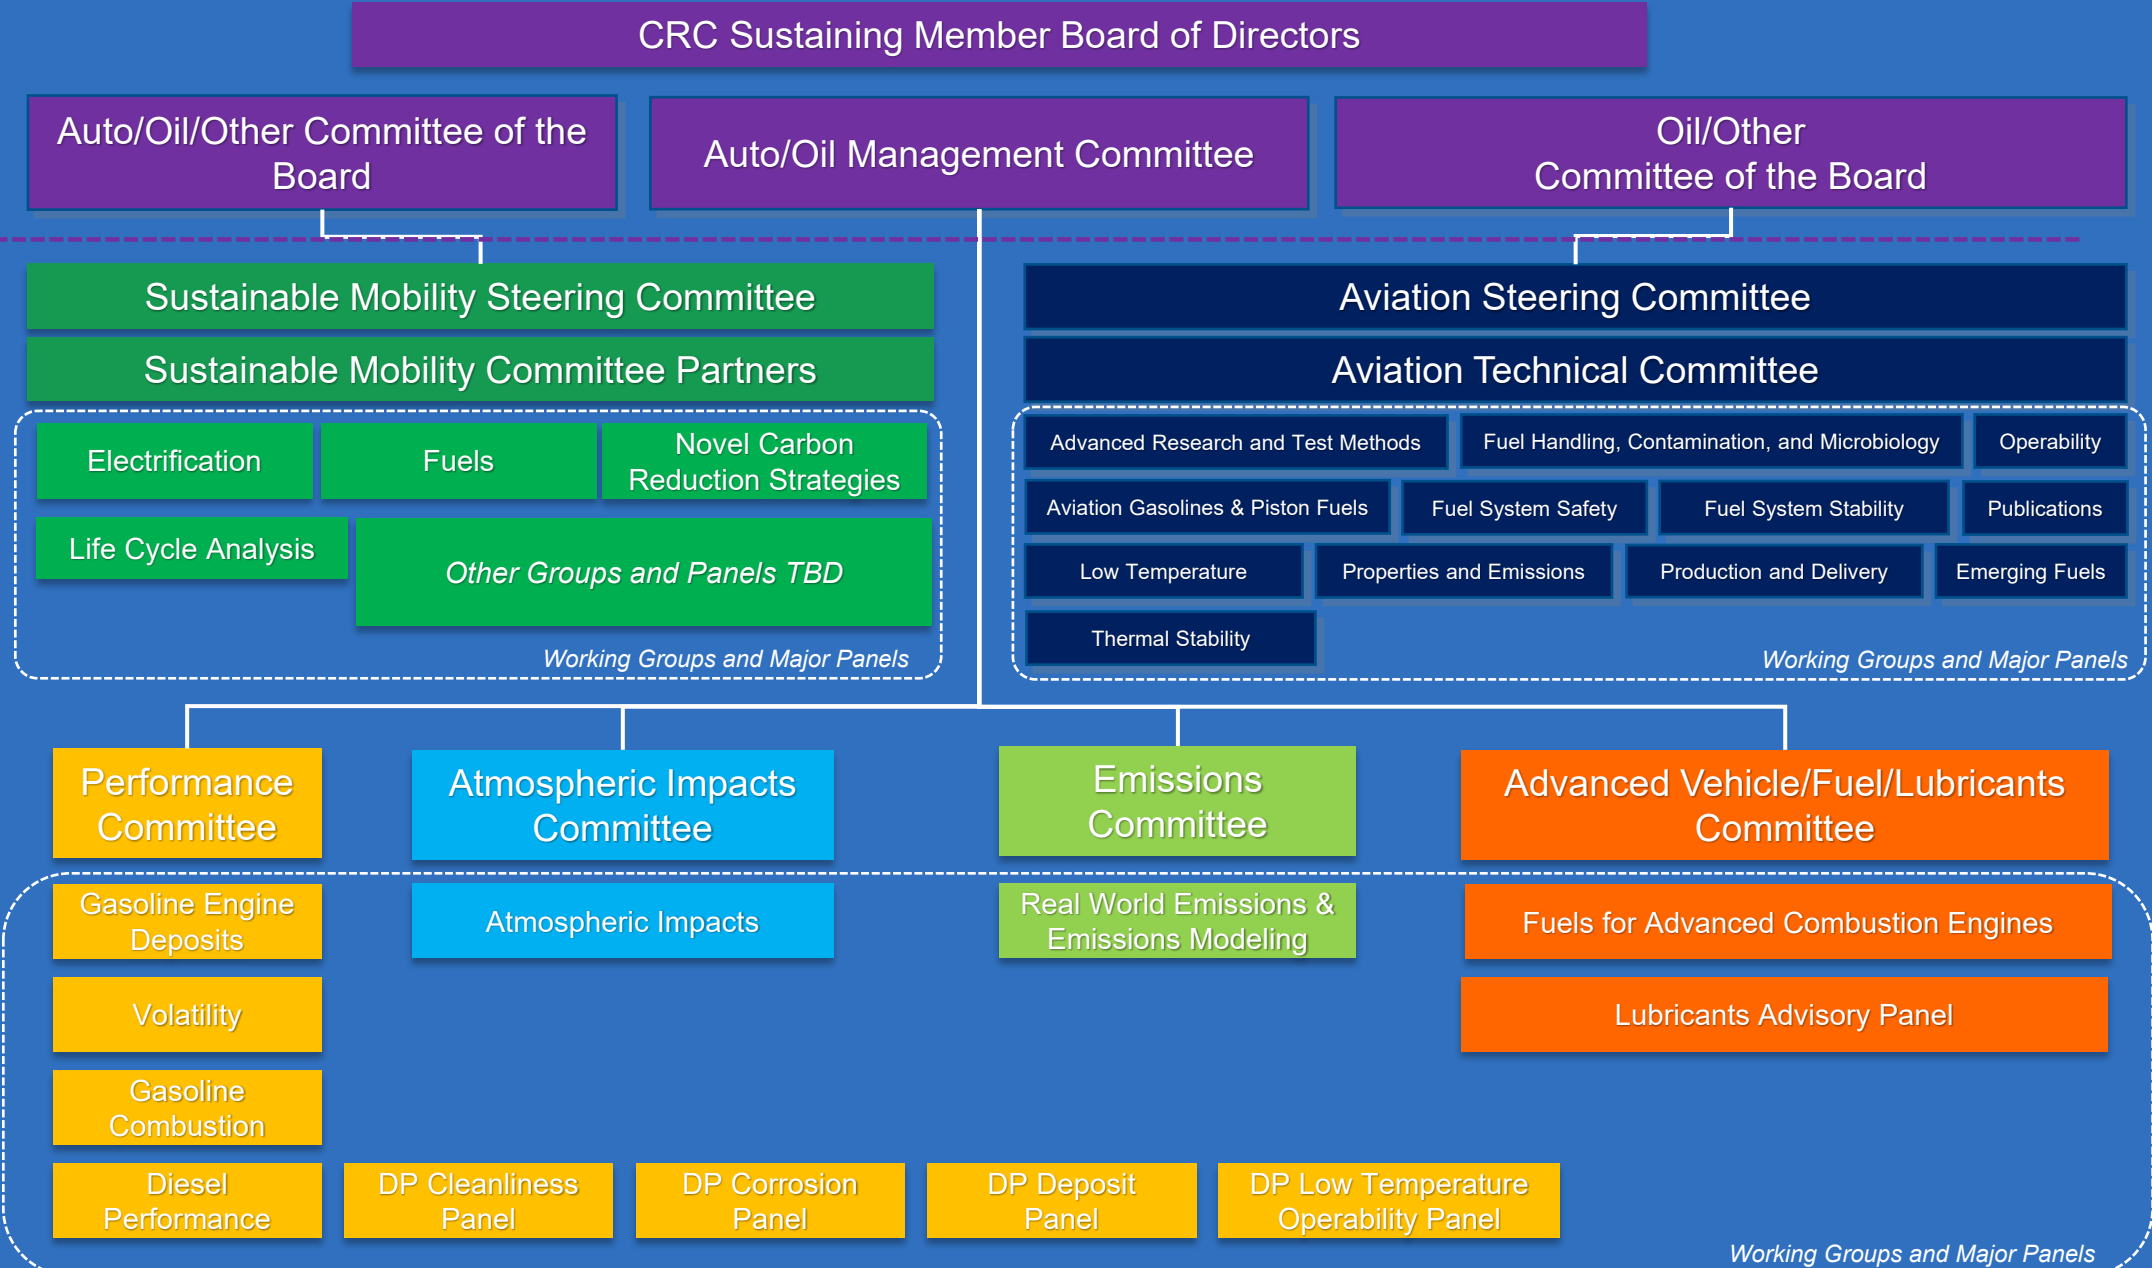 CRC Sustaining Member Board of Directors
Auto/Oil/Other Committee of the
Board
Auto/Oil Management Committee
Oil/Other
Committee of the Board
Sustainable Mobility Steering Committee
Sustainable Mobility Committee Partners
Electrification
Fuels
Novel Carbon
Reduction Strategies
Life Cycle Analysis
Other Groups and Panels TBD
Working Groups and Major Panels
Aviation Steering Committee
Aviation Technical Committee
Advanced Research and Test Methods
Fuel Handling, Contamination, and Microbiology
Operability
Aviation Gasolines & Piston Fuels
Fuel System Safety
Fuel System Stability
Publications
Low Temperature
Properties and Emissions
Production and Delivery
Emerging Fuels
Thermal Stability
Working Groups and Major Panels
Performance
Committee
Atmospheric Impacts
Committee
Emissions
Committee
Advanced Vehicle/Fuel/Lubricants
Committee
Gasoline Engine
Deposits
Atmospheric Impacts
Real World Emissions &
Emissions Modeling
Fuels for Advanced Combustion Engines
Volatility
Lubricants Advisory Panel
Gasoline
Combustion
Diesel
Performance
DP Cleanliness
Panel
DP Corrosion
Panel
DP Deposit
Panel
DP Low Temperature
Operability Panel
Working Groups and Major Panels